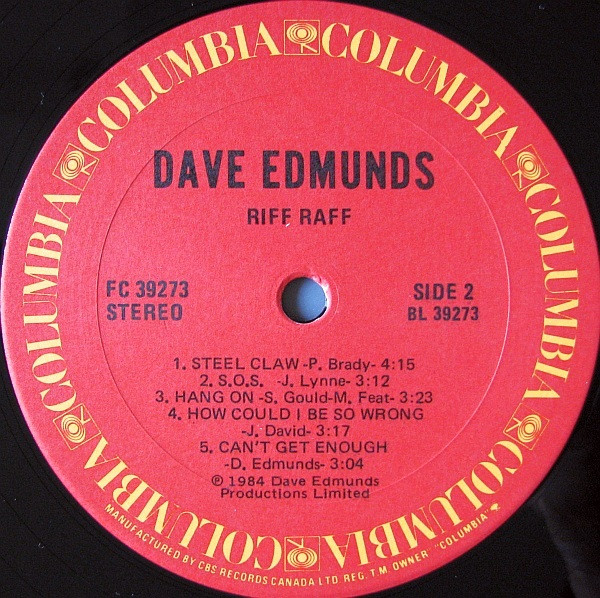 COLUMBIA COLUMBIA COLUMBIA COLUMBIA COLUMBIA COLUMBIA COLUMBIA COLUMBIA
DAVE EDMUNDS
RIFF RAFF
FC 39273
STEREO
SIDE 2
BL 39273
1. STEEL CLAW -P. Brady- 4:15
2. S.O.S. -J. Lynne- 3:12
3. HANG ON -S. Gould-M. Feat- 3:23
4. HOW COULD I BE SO WRONG
-J. David- 3:17
5. CAN'T GET ENOUGH
-D. Edmunds- 3:04
℗ 1984 Dave Edmunds
Productions Limited
MANUFACTURED BY CBS RECORDS CANADA LTD REG. T.M. OWNER "COLUMBIA"